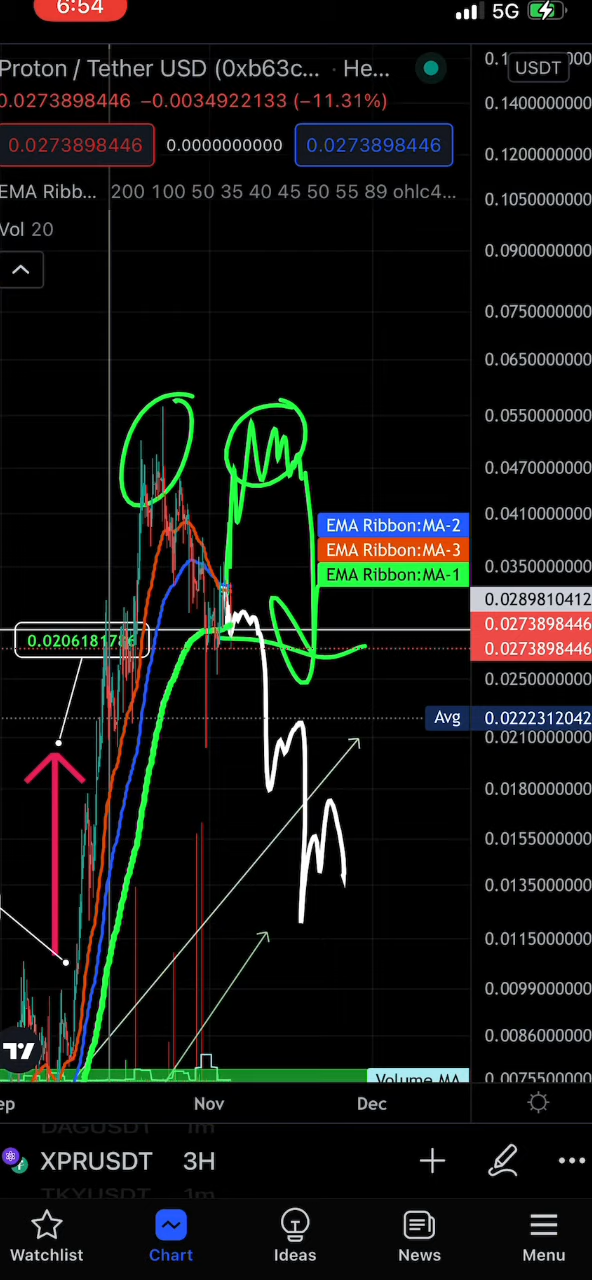 6:54 5G
Proton / Tether USD (0xb63c... · He...
USDT
0.0273898446 −0.0034922133 (−11.31%)
0.1400000000
0.0273898446 0.0000000000 0.0273898446
0.1200000000
EMA Ribb... 200 100 50 35 40 45 50 55 89 ohlc4...
0.1050000000
Vol 20
0.0900000000
0.0750000000
0.0650000000
0.0550000000
0.0470000000
0.0410000000
EMA Ribbon:MA-2
EMA Ribbon:MA-3
0.0350000000
EMA Ribbon:MA-1
0.0289810412
0.0273898446
0.0273898446
0.0250000000
Avg 0.0222312042
0.0210000000
0.0180000000
0.0155000000
0.0135000000
0.0115000000
0.0099000000
0.0086000000
0.0075500000
Volume MA
Nov Dec
DAGUSDT 1m
XPRUSDT 3H
TKYUSDT 1m
Watchlist Chart Ideas News Menu